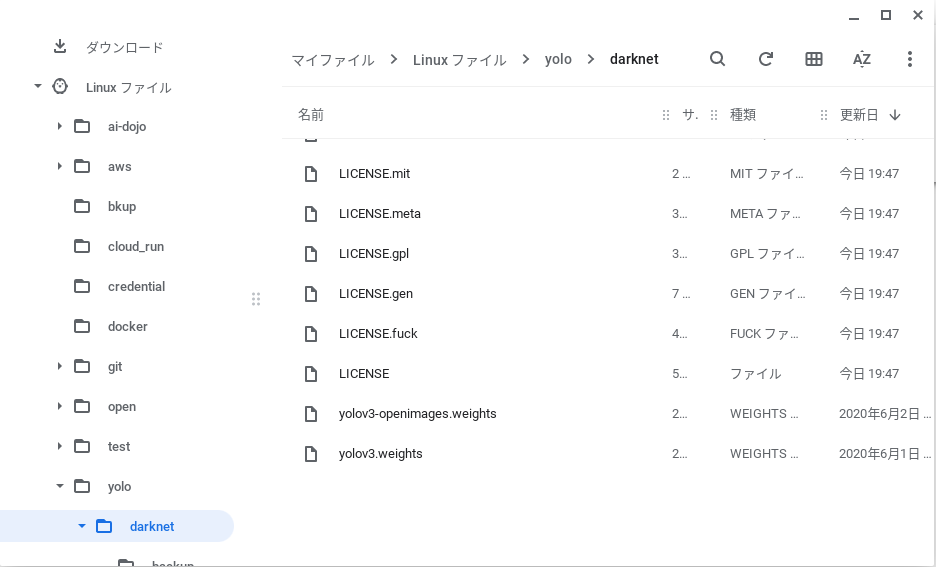 ダウンロード
Linux ファイル
ai-dojo
aws
bkup
cloud_run
credential
docker
git
open
test
yolo
darknet
backup
マイファイル Linux ファイル yolo darknet
AZ
名前 サ. 種類 更新日
LICENSE.mit 2 ... MIT ファイ... 今日 19:47
LICENSE.meta 3... META ファ... 今日 19:47
LICENSE.gpl 3... GPL ファイ... 今日 19:47
LICENSE.gen 7 ... GEN ファイ... 今日 19:47
LICENSE.fuck 4... FUCK ファ... 今日 19:47
LICENSE 5... ファイル 今日 19:47
yolov3-openimages.weights 2... WEIGHTS ... 2020年6月2日 ...
yolov3.weights 2... WEIGHTS ... 2020年6月1日 ...